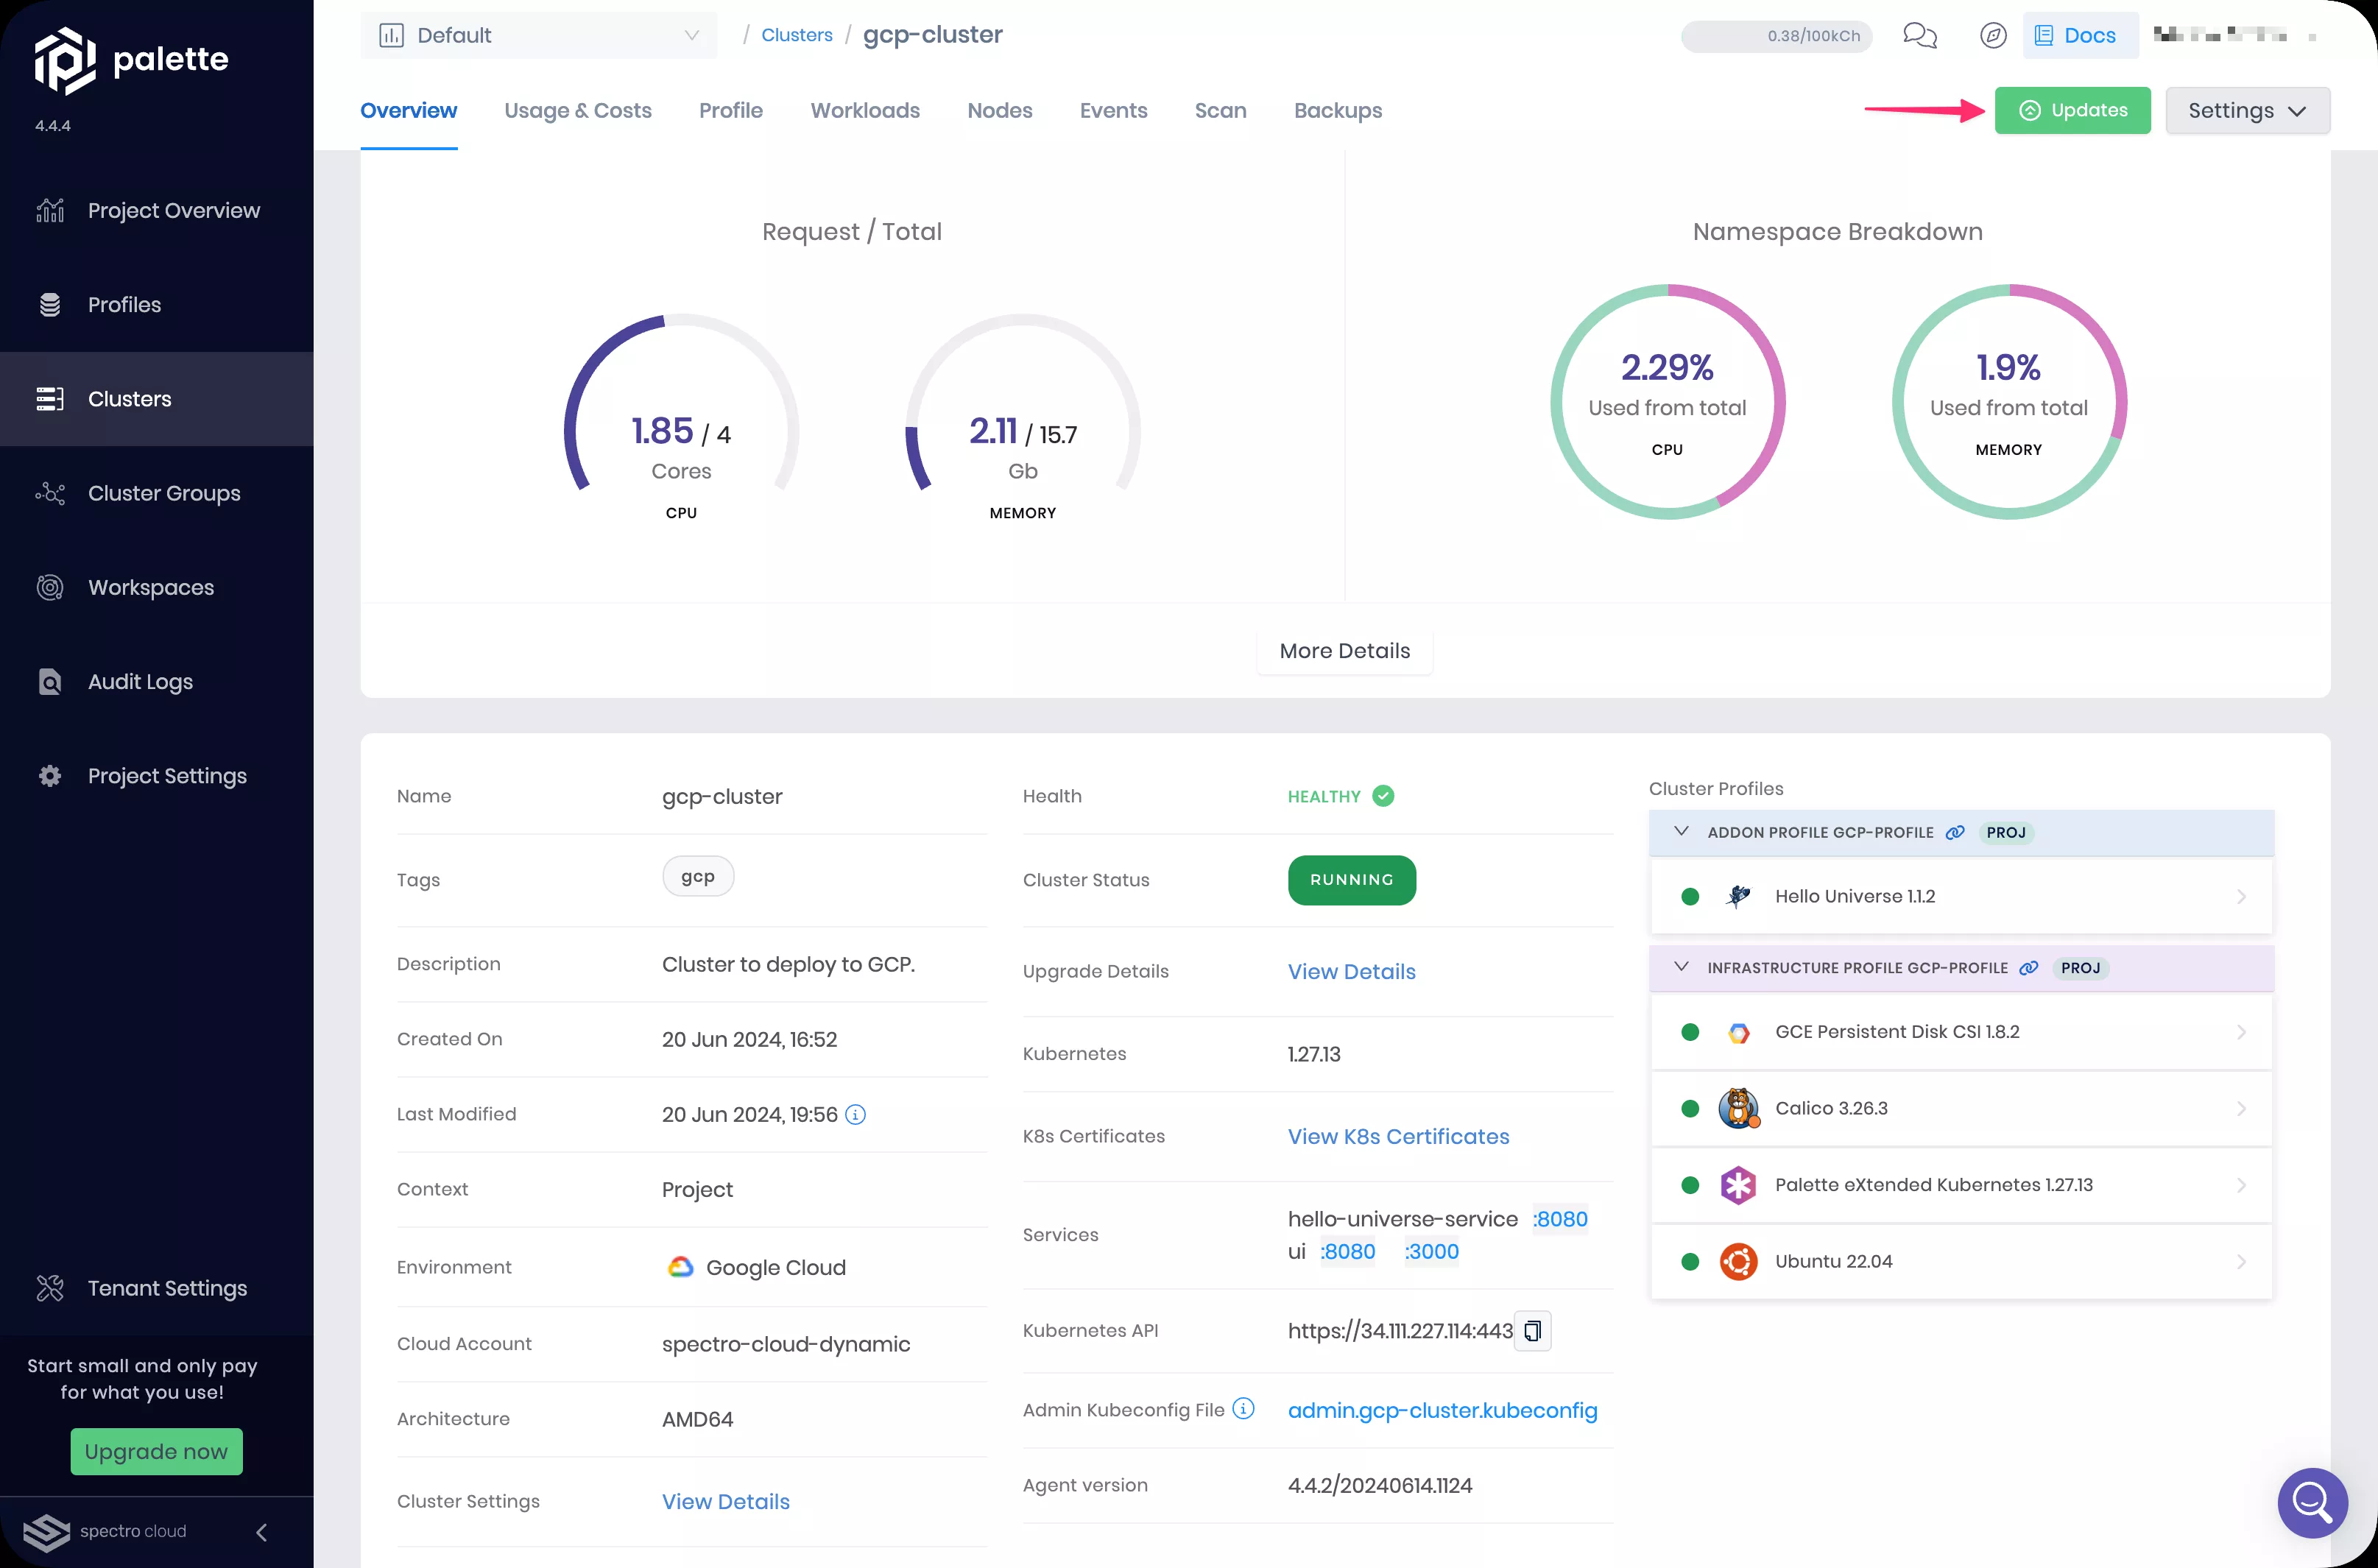 palette
4.4.4
Project Overview
Profiles
Clusters
Cluster Groups
Workspaces
Audit Logs
Project Settings
Tenant Settings
Start small and only pay
for what you use!
Upgrade now
spectro cloud
Default
/ Clusters / gcp-cluster
0.38/100kCh
Docs
Overview Usage & Costs Profile Workloads Nodes Events Scan Backups
Updates
Settings
Request / Total
1.85 / 4
Cores
CPU
2.11 / 15.7
Gb
MEMORY
Namespace Breakdown
2.29%
Used from total
CPU
1.9%
Used from total
MEMORY
More Details
Name gcp-cluster
Tags gcp
Description Cluster to deploy to GCP.
Created On 20 Jun 2024, 16:52
Last Modified 20 Jun 2024, 19:56
Context Project
Environment Google Cloud
Cloud Account spectro-cloud-dynamic
Architecture AMD64
Cluster Settings View Details
Health HEALTHY
Cluster Status RUNNING
Upgrade Details View Details
Kubernetes 1.27.13
K8s Certificates View K8s Certificates
Services hello-universe-service :8080
ui :8080 :3000
Kubernetes API https://34.111.227.114:443
Admin Kubeconfig File admin.gcp-cluster.kubeconfig
Agent version 4.4.2/20240614.1124
Cluster Profiles
ADDON PROFILE GCP-PROFILE PROJ
Hello Universe 1.1.2
INFRASTRUCTURE PROFILE GCP-PROFILE PROJ
GCE Persistent Disk CSI 1.8.2
Calico 3.26.3
Palette eXtended Kubernetes 1.27.13
Ubuntu 22.04